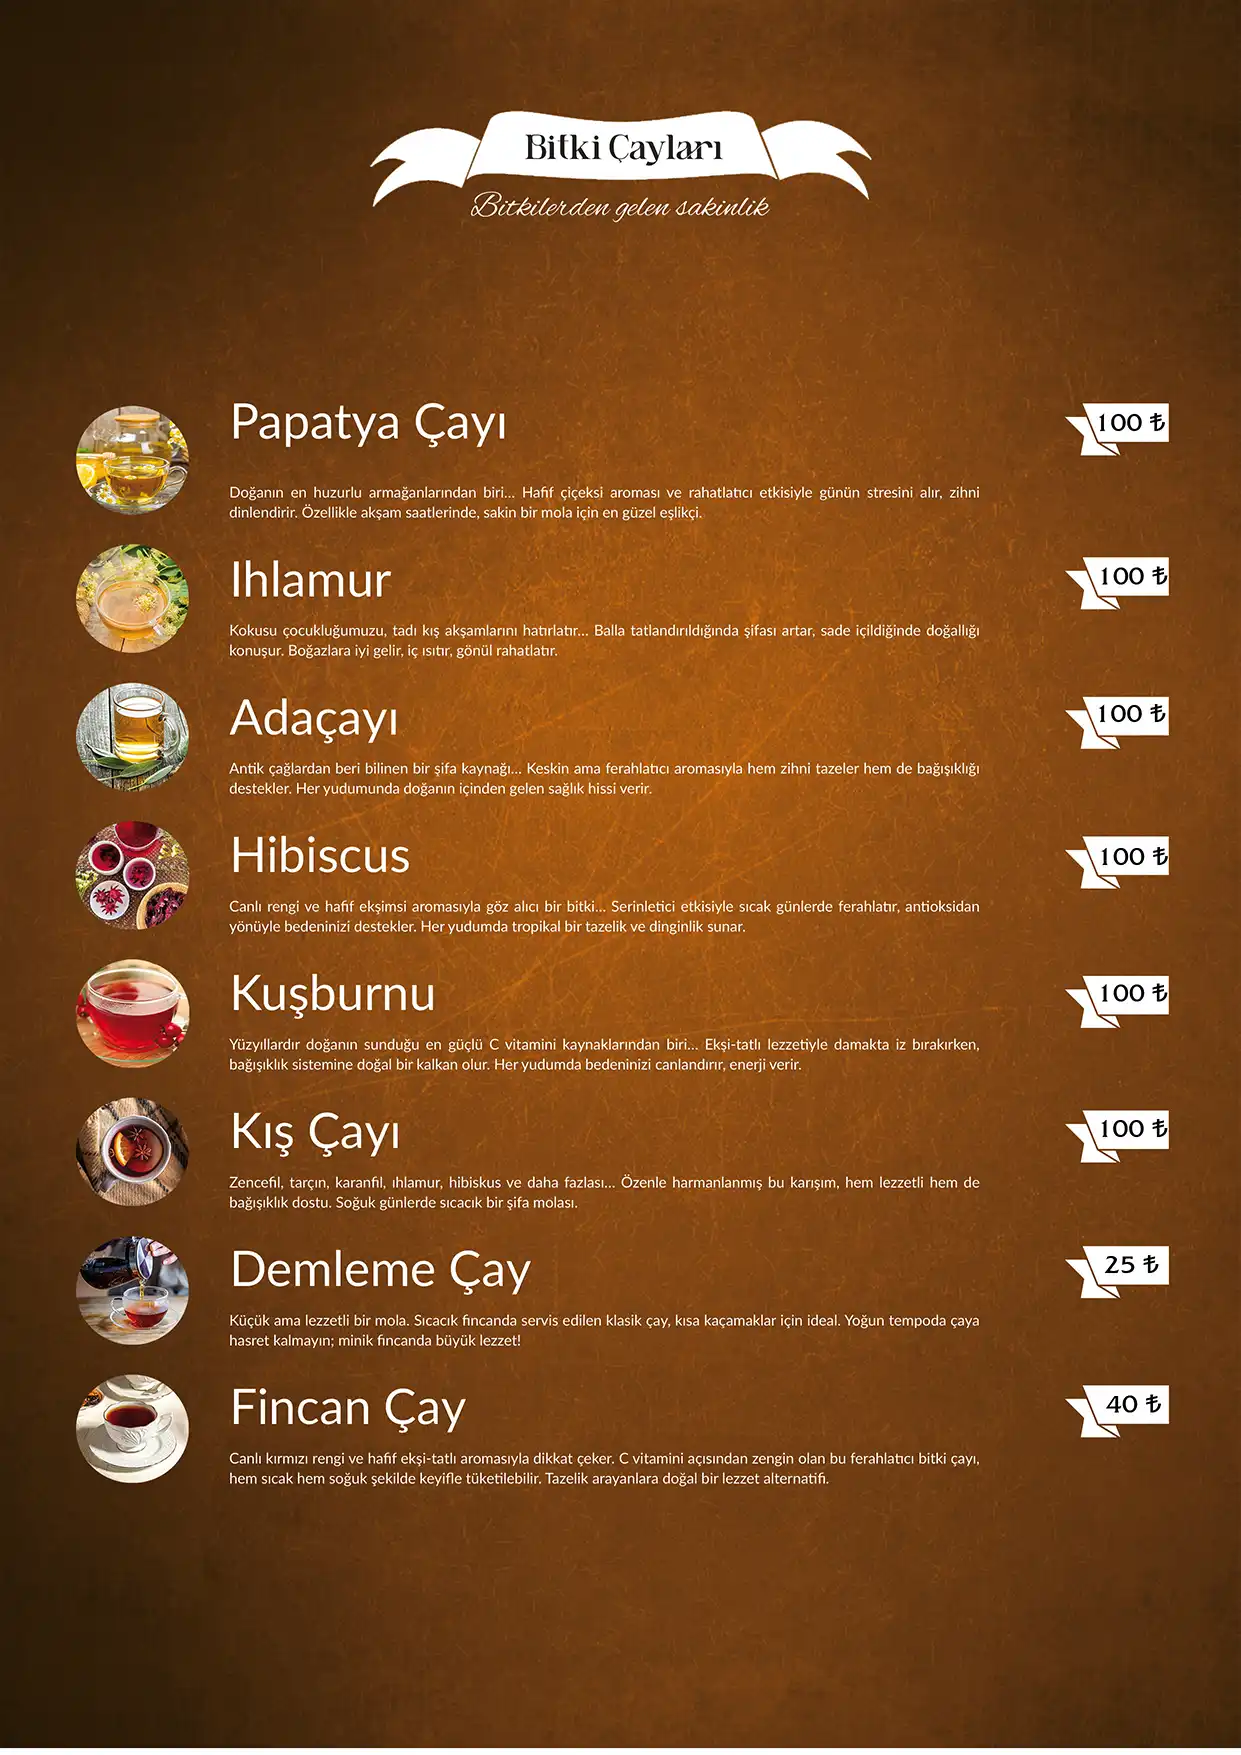 Bitki Çayları
Bitkilerden gelen sakinlik
Papatya Çayı
100 ₺
Doğanın en huzurlu armağanlarından biri... Hafif çiçeksi aroması ve rahatlatıcı etkisiyle günün stresini alır, zihni
dinlendirir. Özellikle akşam saatlerinde, sakin bir mola için en güzel eşlikçi.
Ihlamur
100 ₺
Kokusu çocukluğumuzu, tadı kış akşamlarını hatırlatır... Balla tatlandırıldığında şifası artar, sade içildiğinde doğallığı
konuşur. Boğazlara iyi gelir, iç ısıtır, gönül rahatlatır.
Adaçayı
100 ₺
Antik çağlardan beri bilinen bir şifa kaynağı... Keskin ama ferahlatıcı aromasıyla hem zihni tazeler hem de bağışıklığı
destekler. Her yudumunda doğanın içinden gelen sağlık hissi verir.
Hibiscus
100 ₺
Canlı rengi ve hafif ekşimsi aromasıyla göz alıcı bir bitki... Serinletici etkisiyle sıcak günlerde ferahlatır, antioksidan
yönüyle bedeninizi destekler. Her yudumda tropikal bir tazelik ve dinginlik sunar.
Kuşburnu
100 ₺
Yüzyıllardır doğanın sunduğu en güçlü C vitamini kaynaklarından biri... Ekşi-tatlı lezzetiyle damakta iz bırakırken,
bağışıklık sistemine doğal bir kalkan olur. Her yudumda bedeninizi canlandırır, enerji verir.
Kış Çayı
100 ₺
Zencefil, tarçın, karanfil, ıhlamur, hibiskus ve daha fazlası... Özenle harmanlanmış bu karışım, hem lezzetli hem de
bağışıklık dostu. Soğuk günlerde sıcacık bir şifa molası.
Demleme Çay
25 ₺
Küçük ama lezzetli bir mola. Sıcacık fincanda servis edilen klasik çay, kısa kaçamaklar için ideal. Yoğun tempoda çaya
hasret kalmayın; minik fincanda büyük lezzet!
Fincan Çay
40 ₺
Canlı kırmızı rengi ve hafif ekşi-tatlı aromasıyla dikkat çeker. C vitamini açısından zengin olan bu ferahlatıcı bitki çayı,
hem sıcak hem soğuk şekilde keyifle tüketilebilir. Tazelik arayanlara doğal bir lezzet alternatifi.